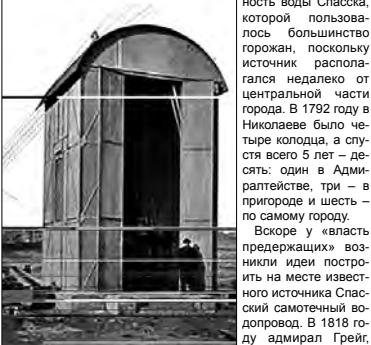 ность воды Спасска,
которой пользова-
лось большинство
горожан, поскольку
источник распола-
гался недалеко от
центральной части
города. В 1792 году в
Николаеве было че-
тыре колодца, а спу-
стя всего 5 лет – де-
сять: один в Адми-
ралтействе, три – в
пригороде и шесть –
по самому городу.
Вскоре у «власть
предержащих» воз-
никли идеи постро-
ить на месте извест-
ного источника Спас-
ский самотечный во-
допровод. В 1818 го-
ду адмирал Грейг,